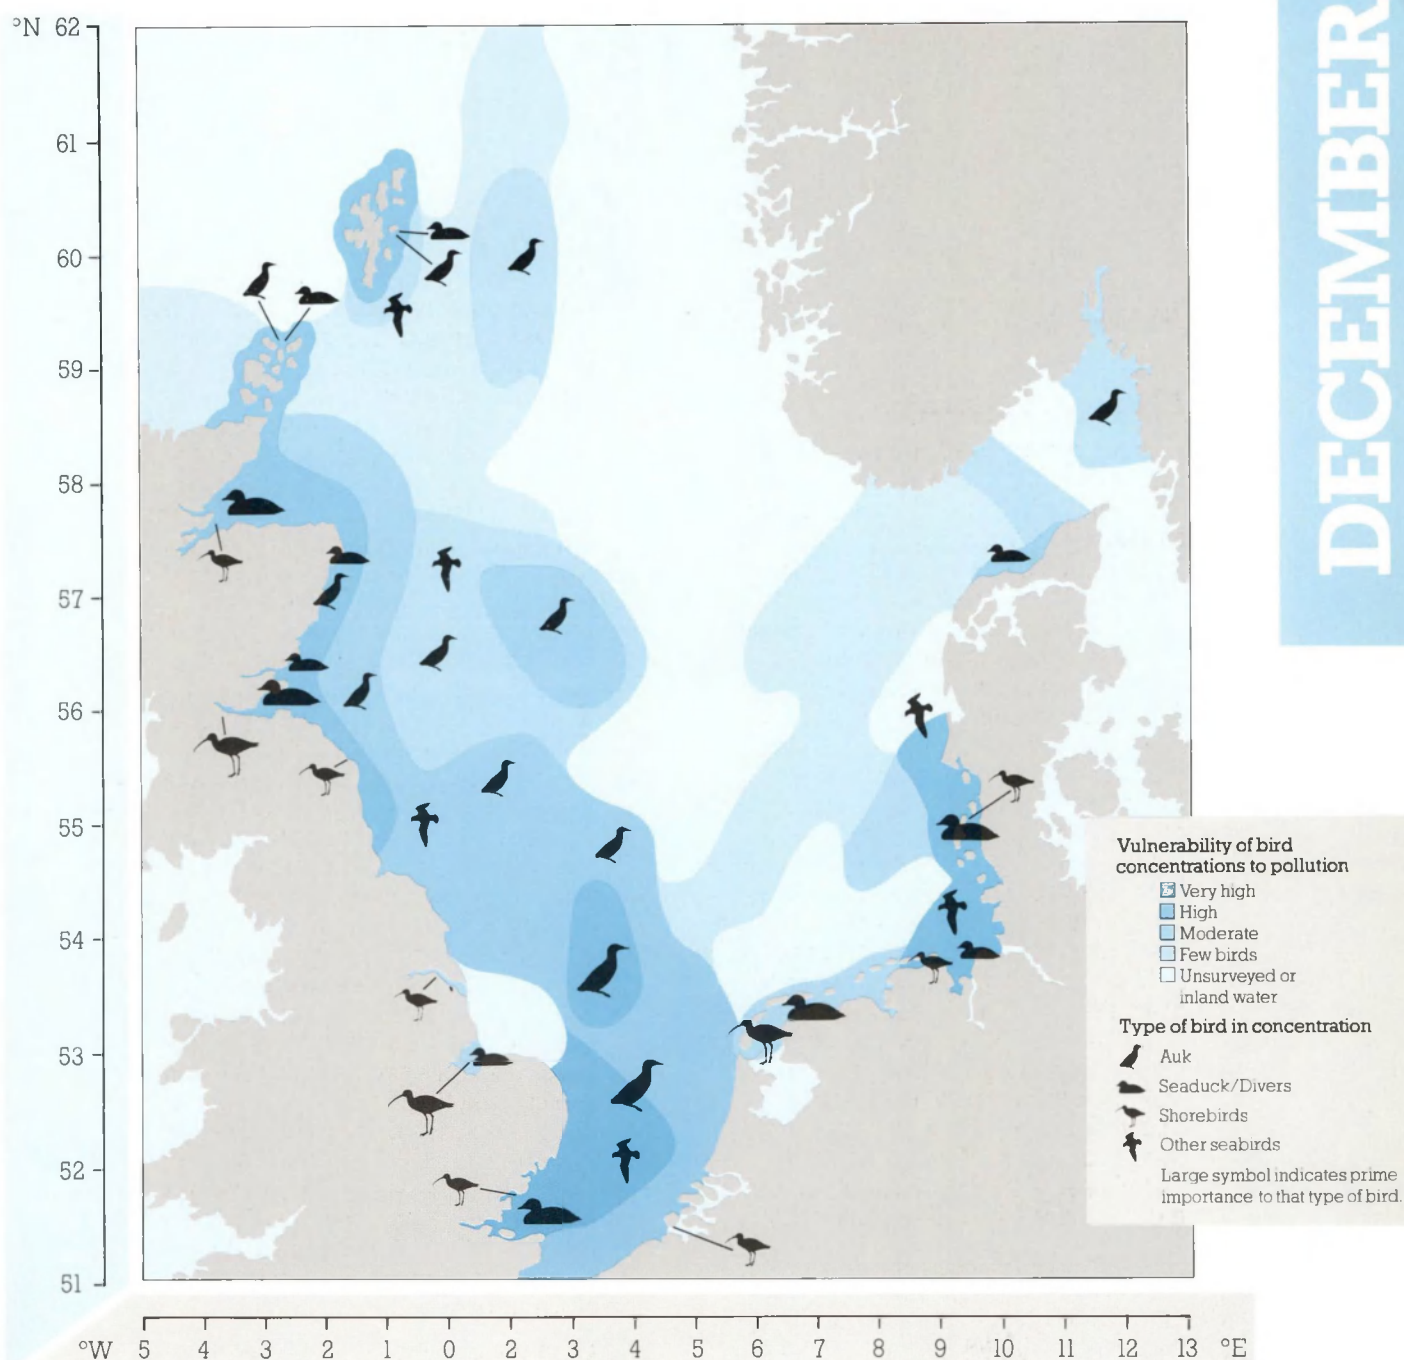 DECEMBER
°N 62
61
60
59
58
57
56
55
54
53
52
51
Vulnerability of bird
concentrations to pollution
Very high
High
Moderate
Few birds
Unsurveyed or
inland water
Type of bird in concentration
Auk
Seaduck/Divers
Shorebirds
Other seabirds
Large symbol indicates prime
importance to that type of bird.
°W 5 4 3 2 1 0 2 3 4 5 6 7 8 9 10 11 12 13 °E